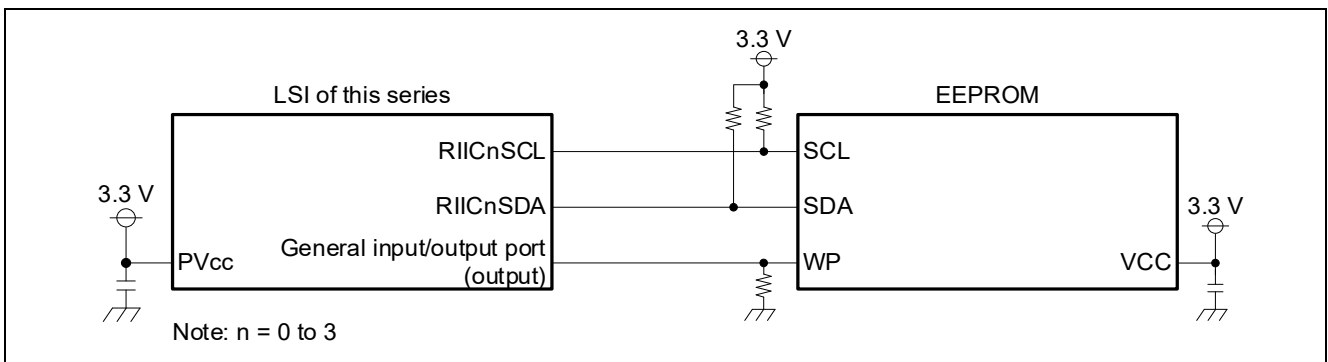 3.3 V
LSI of this series
EEPROM
RIICnSCL
SCL
3.3 V
RIICnSDA
SDA
3.3 V
General input/output port
(output)
PVcc
WP
VCC
Note: n = 0 to 3